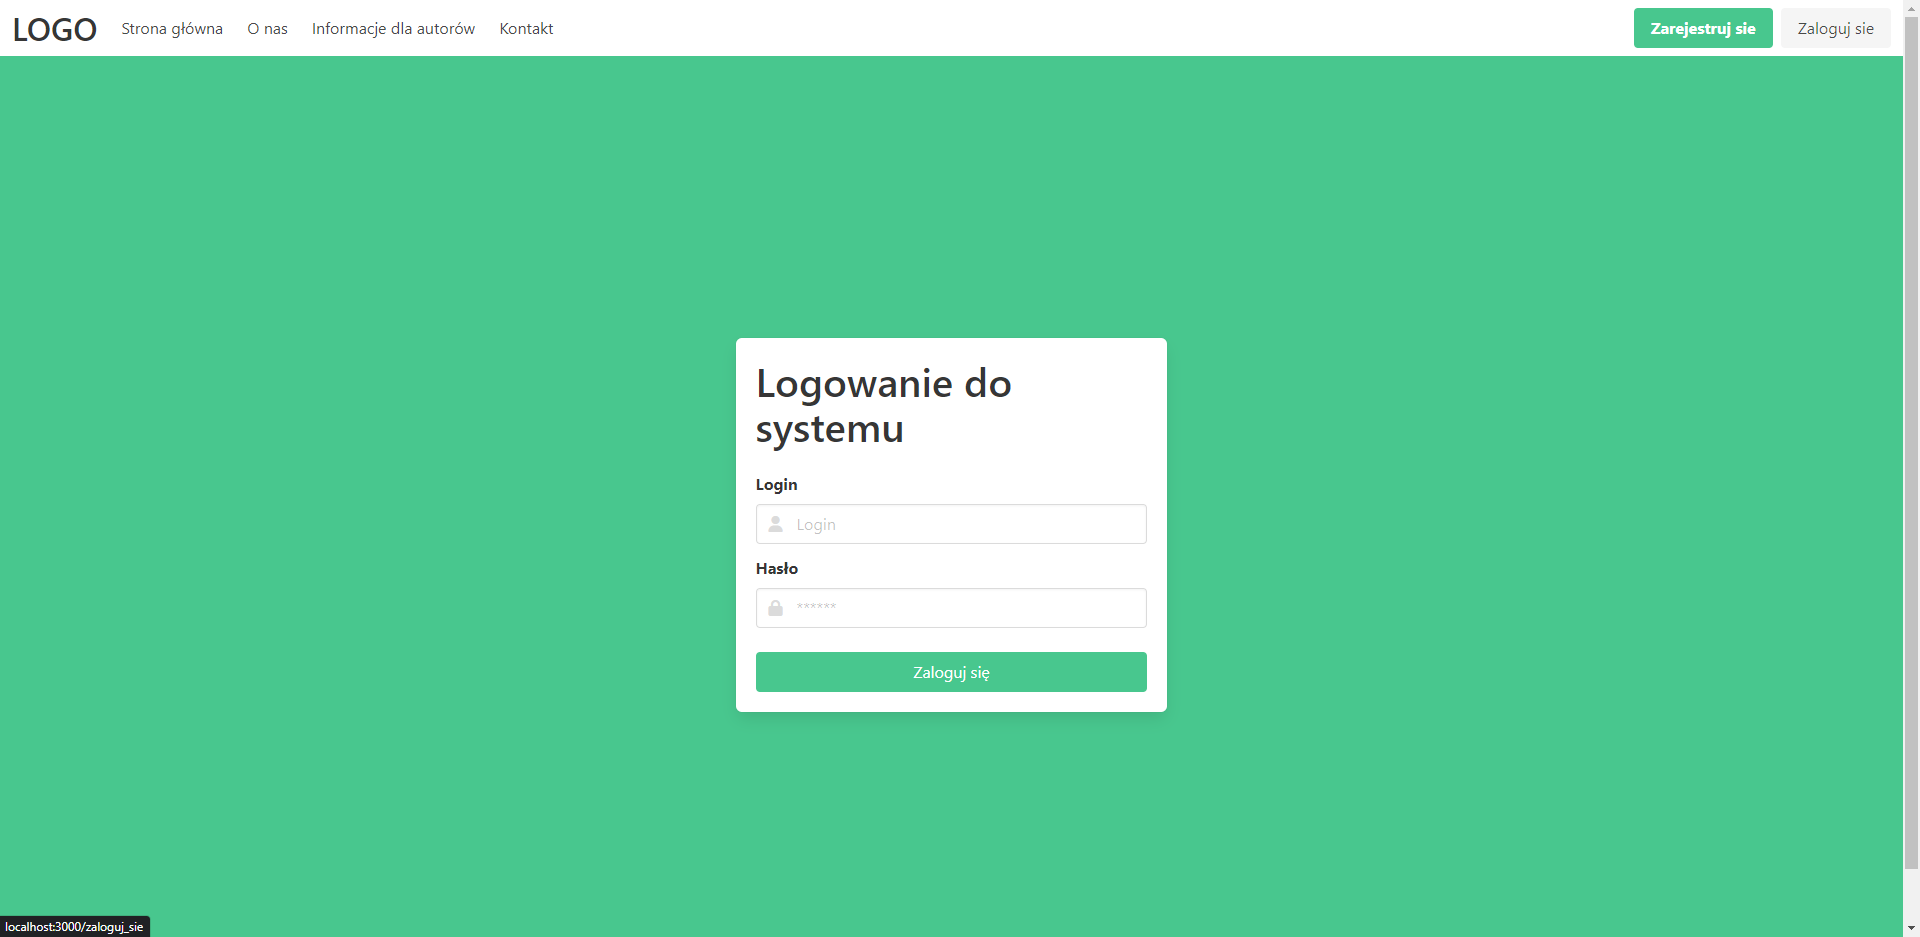 LOGO Strona główna O nas Informacje dla autorów Kontakt Zarejestruj sie Zaloguj sie
Logowanie do
systemu
Login
Login
Hasło
******
Zaloguj się
localhost:3000/zaloguj_sie